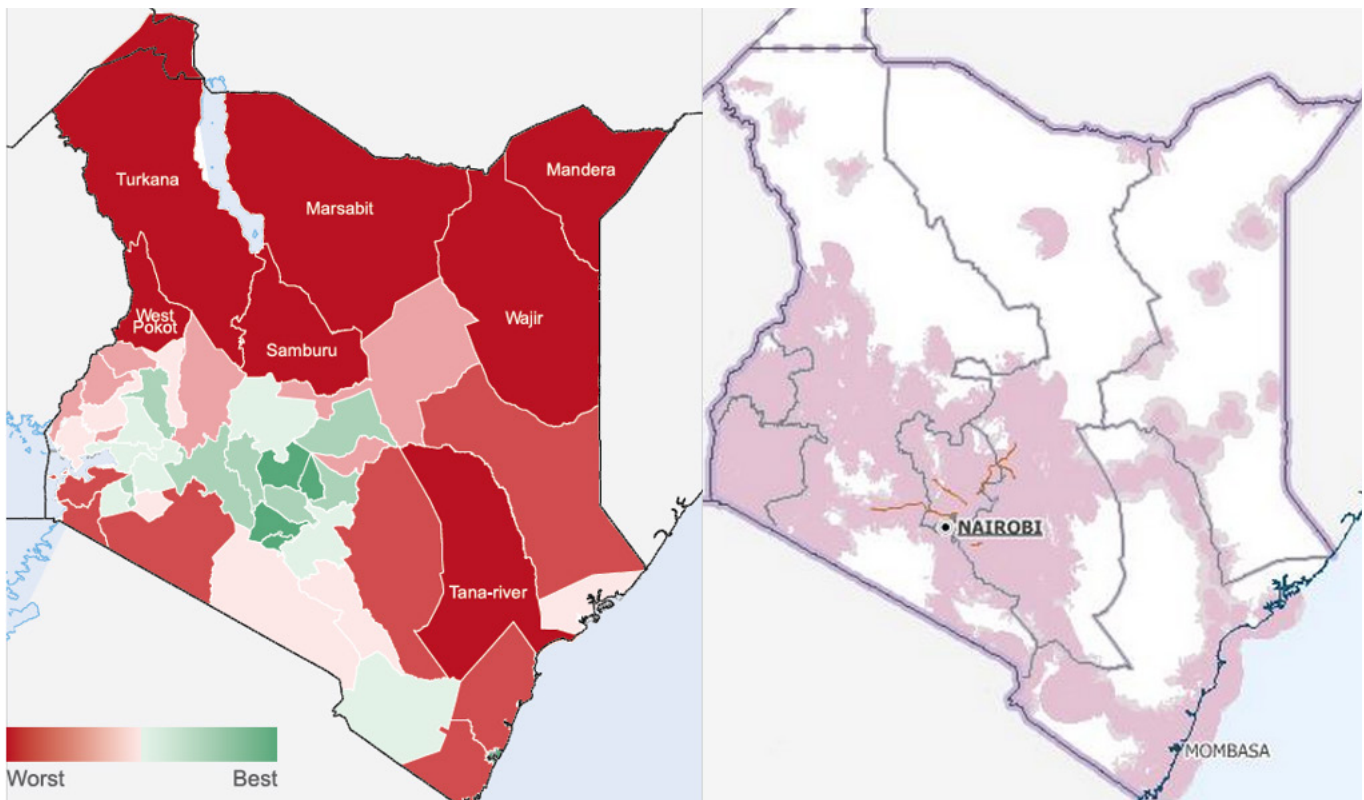 Turkana
Marsabit
Mandera
West
Pokot
Samburu
Wajir
Tana-river
Worst
Best
NAIROBI
MOMBASA